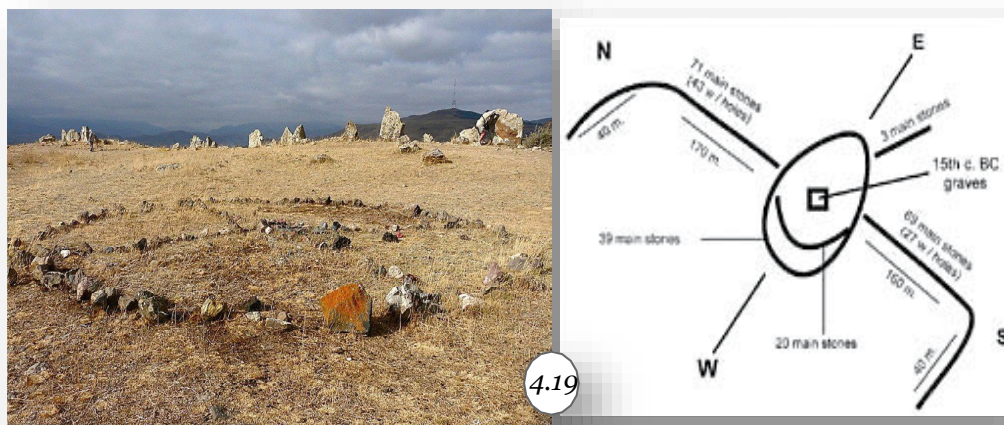 N
E
71 main stones
(43 w / holes)
40 m.
170 m.
3 main stones
15th c. BC
graves
39 main stones
69 main stones
(27 w / holes)
160 m.
20 main stones
40 m.
S
W
4.19